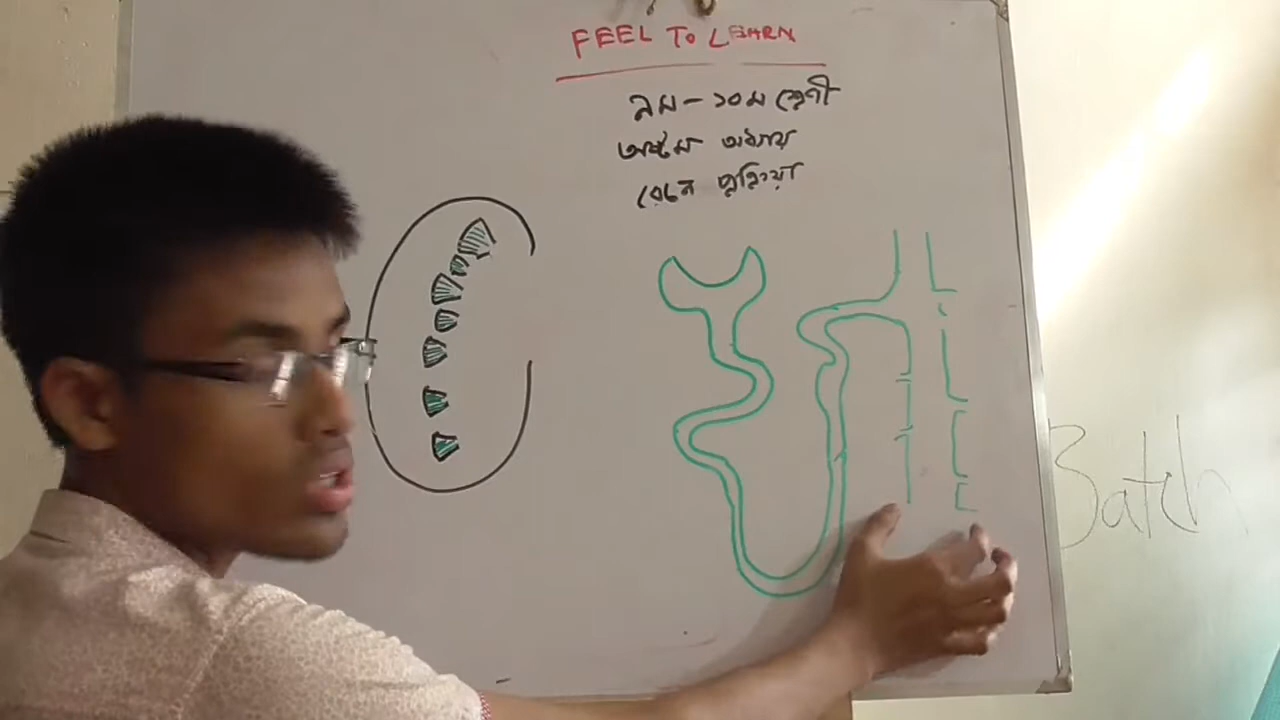 FEEL TO LEARN
৯ম - ১০ম শ্রেণী
অষ্টম অধ্যায়
রেচন প্রক্রিয়া
Batch